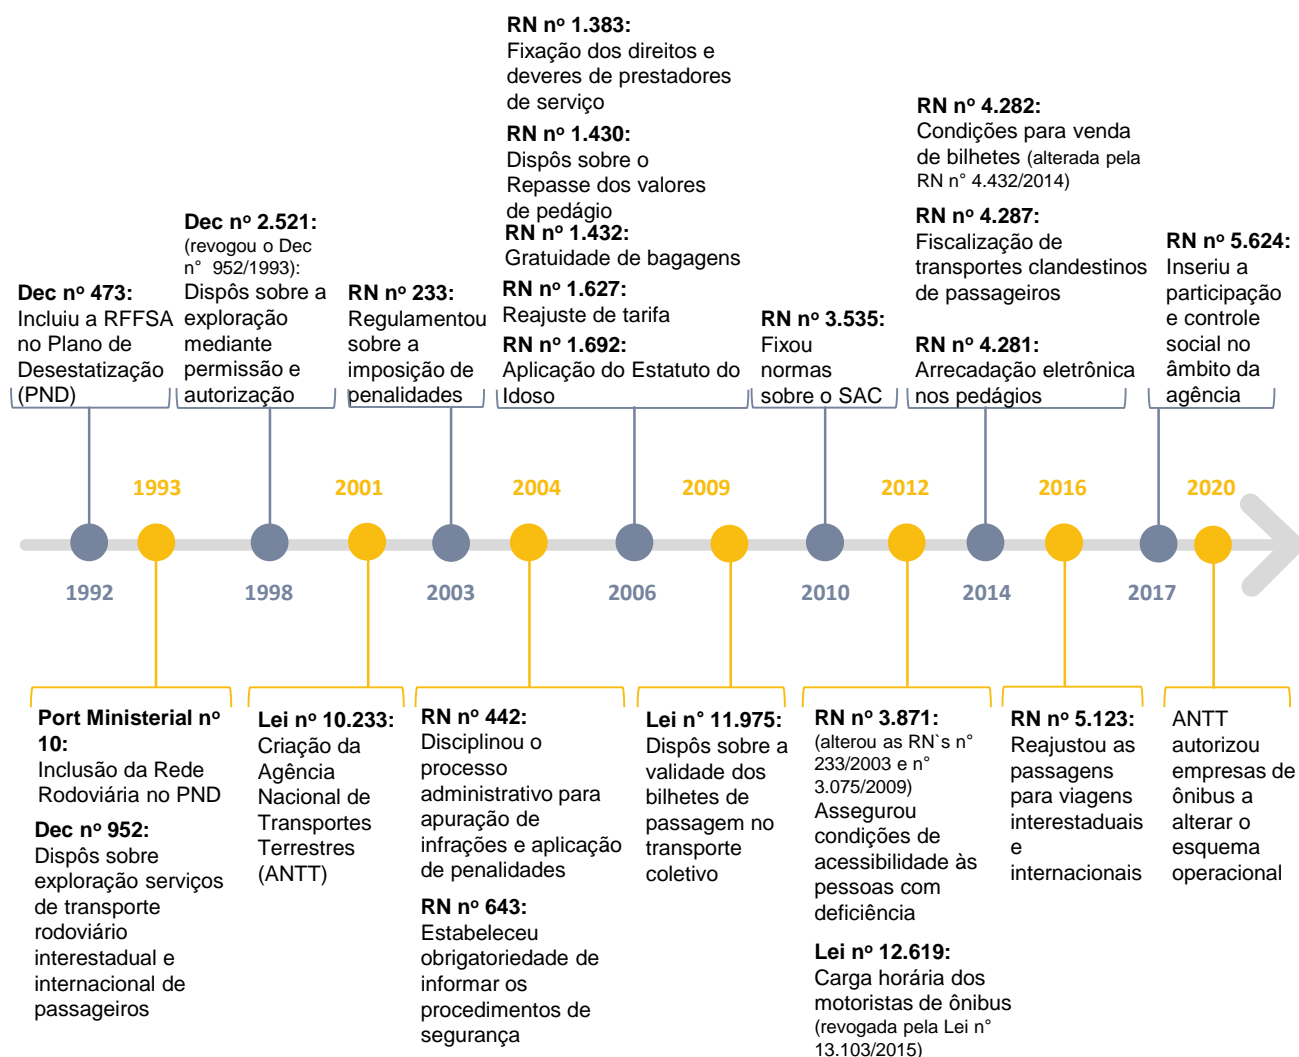 Dec nº 473:
Incluiu a RFFSA
no Plano de
Desestatização
(PND)
Dec nº 2.521:
(revogou o Dec
n° 952/1993):
Dispôs sobre a
exploração
mediante
permissão e
autorização
RN nº 233:
Regulamentou
sobre a
imposição de
penalidades
RN nº 1.383:
Fixação dos direitos e
deveres de prestadores
de serviço
RN nº 1.430:
Dispôs sobre o
Repasse dos valores
de pedágio
RN nº 1.432:
Gratuidade de bagagens
RN nº 1.627:
Reajuste de tarifa
RN nº 1.692:
Aplicação do Estatuto do
Idoso
RN nº 3.535:
Fixou
normas
sobre o SAC
RN nº 4.282:
Condições para venda
de bilhetes (alterada pela
RN n° 4.432/2014)
RN nº 4.287:
Fiscalização de
transportes clandestinos
de passageiros
RN nº 4.281:
Arrecadação eletrônica
nos pedágios
RN nº 5.624:
Inseriu a
participação
e controle
social no
âmbito da
agência
1993
2001
2004
2009
2012
2016
2020
1992
1998
2003
2006
2010
2014
2017
Port Ministerial nº
10:
Inclusão da Rede
Rodoviária no PND
Dec nº 952:
Dispôs sobre
exploração serviços
de transporte
rodoviário
interestadual e
internacional de
passageiros
Lei nº 10.233:
Criação da
Agência
Nacional de
Transportes
Terrestres
(ANTT)
RN nº 442:
Disciplinou o
processo
administrativo para
apuração de
infrações e aplicação
de penalidades
RN nº 643:
Estabeleceu
obrigatoriedade de
informar os
procedimentos de
segurança
Lei n° 11.975:
Dispôs sobre a
validade dos
bilhetes de
passagem no
transporte
coletivo
RN nº 3.871:
(alterou as RN`s n°
233/2003 e n°
3.075/2009)
Assegurou
condições de
acessibilidade às
pessoas com
deficiência
Lei nº 12.619:
Carga horária dos
motoristas de ônibus
(revogada pela Lei n°
13.103/2015)
RN nº 5.123:
Reajustou as
passagens
para viagens
interestaduais
e
internacionais
ANTT
autorizou
empresas de
ônibus a
alterar o
esquema
operacional